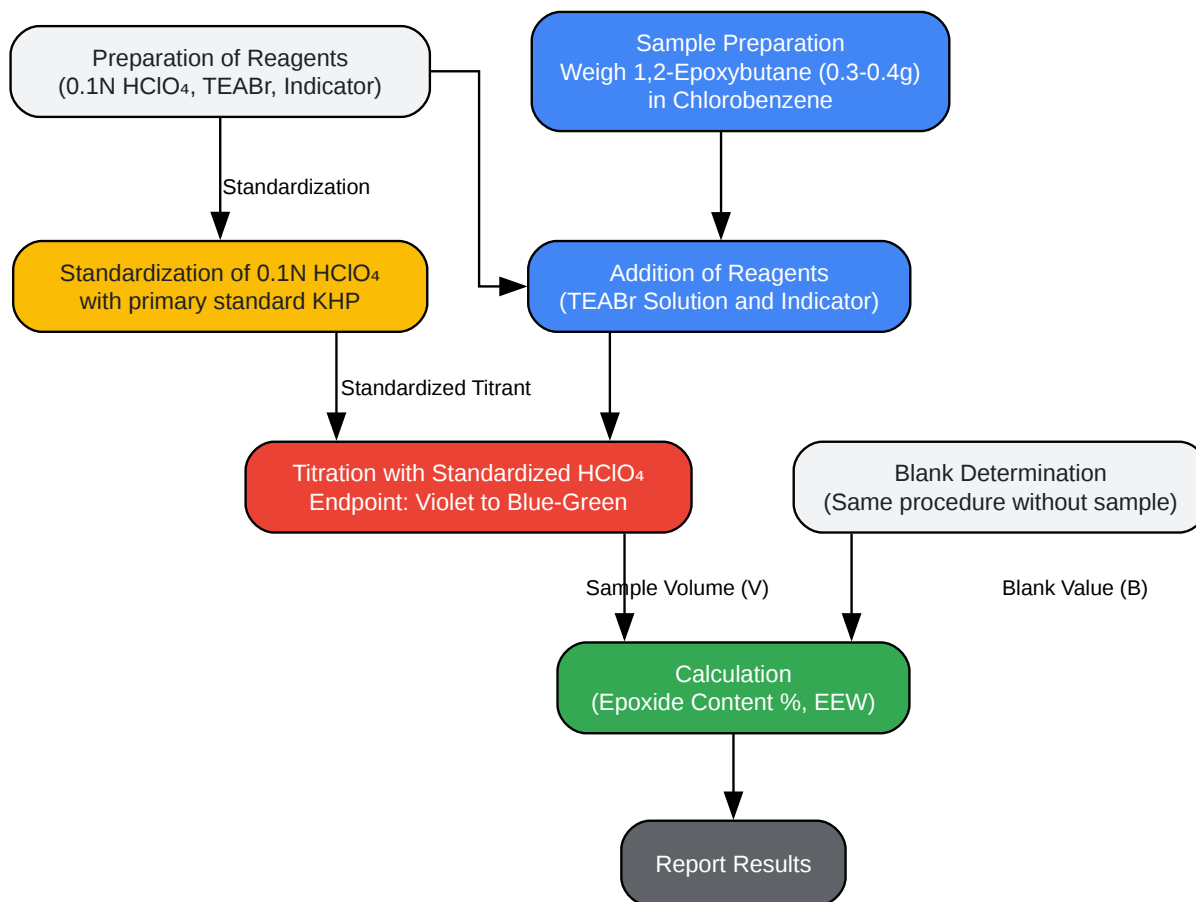 Preparation of Reagents
(0.1N HClO₄, TEABr, Indicator)
Sample Preparation
Weigh 1,2-Epoxybutane (0.3-0.4g)
in Chlorobenzene
Standardization
Standardization of 0.1N HClO₄
with primary standard KHP
Addition of Reagents
(TEABr Solution and Indicator)
Standardized Titrant
Titration with Standardized HClO₄
Endpoint: Violet to Blue-Green
Blank Determination
(Same procedure without sample)
Sample Volume (V)
Blank Value (B)
Calculation
(Epoxide Content %, EEW)
Report Results